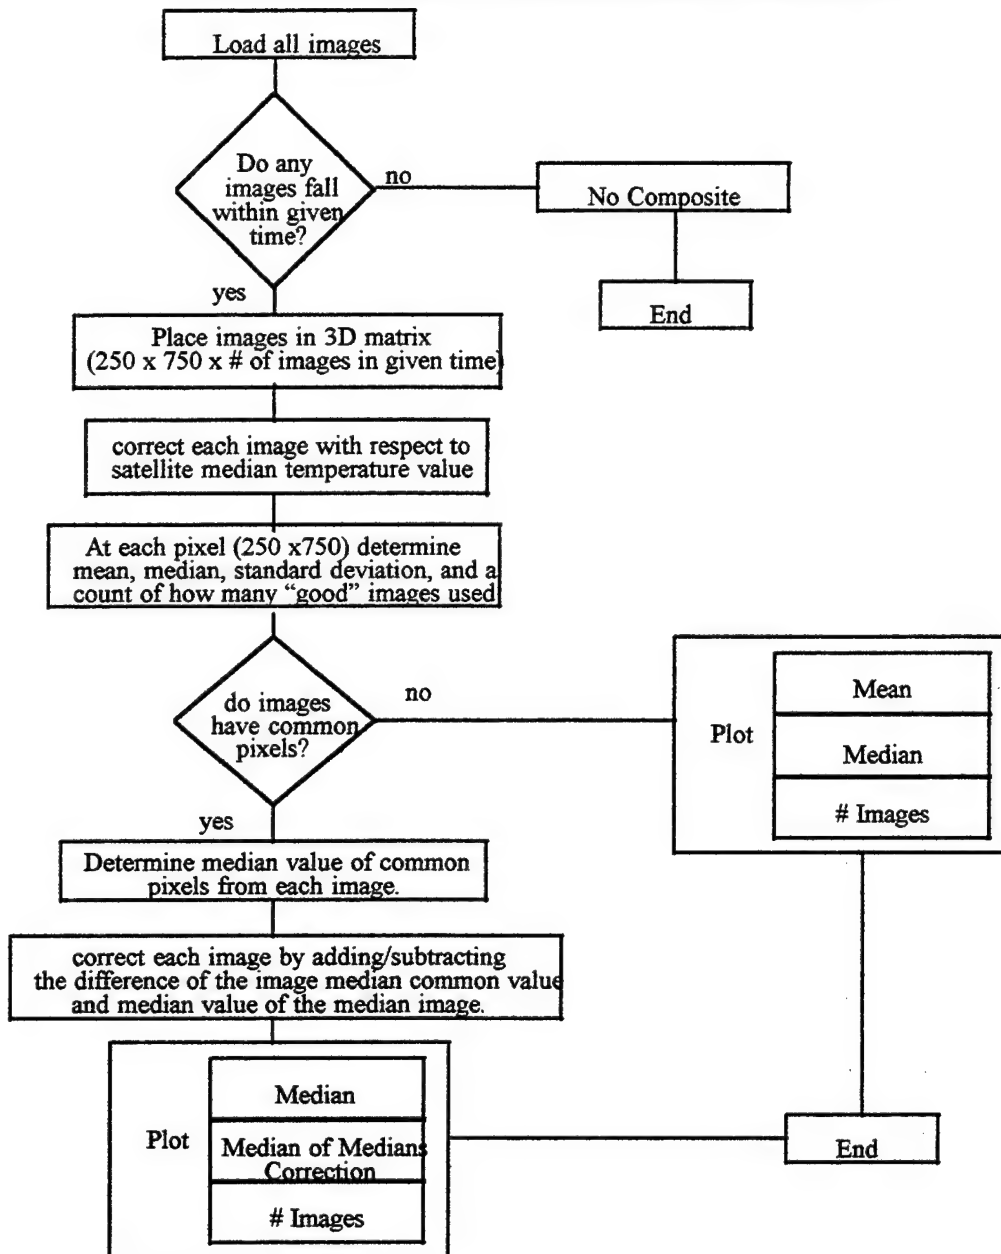 Load all images
Do any
images fall
within given
time?
no
No Composite
End
yes
Place images in 3D matrix
(250 x 750 x # of images in given time)
correct each image with respect to
satellite median temperature value
At each pixel (250 x750) determine
mean, median, standard deviation, and a
count of how many “good” images used
do images
have common
pixels?
no
Plot
Mean
Median
# Images
yes
Determine median value of common
pixels from each image.
correct each image by adding/subtracting
the difference of the image median common value
and median value of the median image.
Plot
Median
Median of Medians
Correction
# Images
End